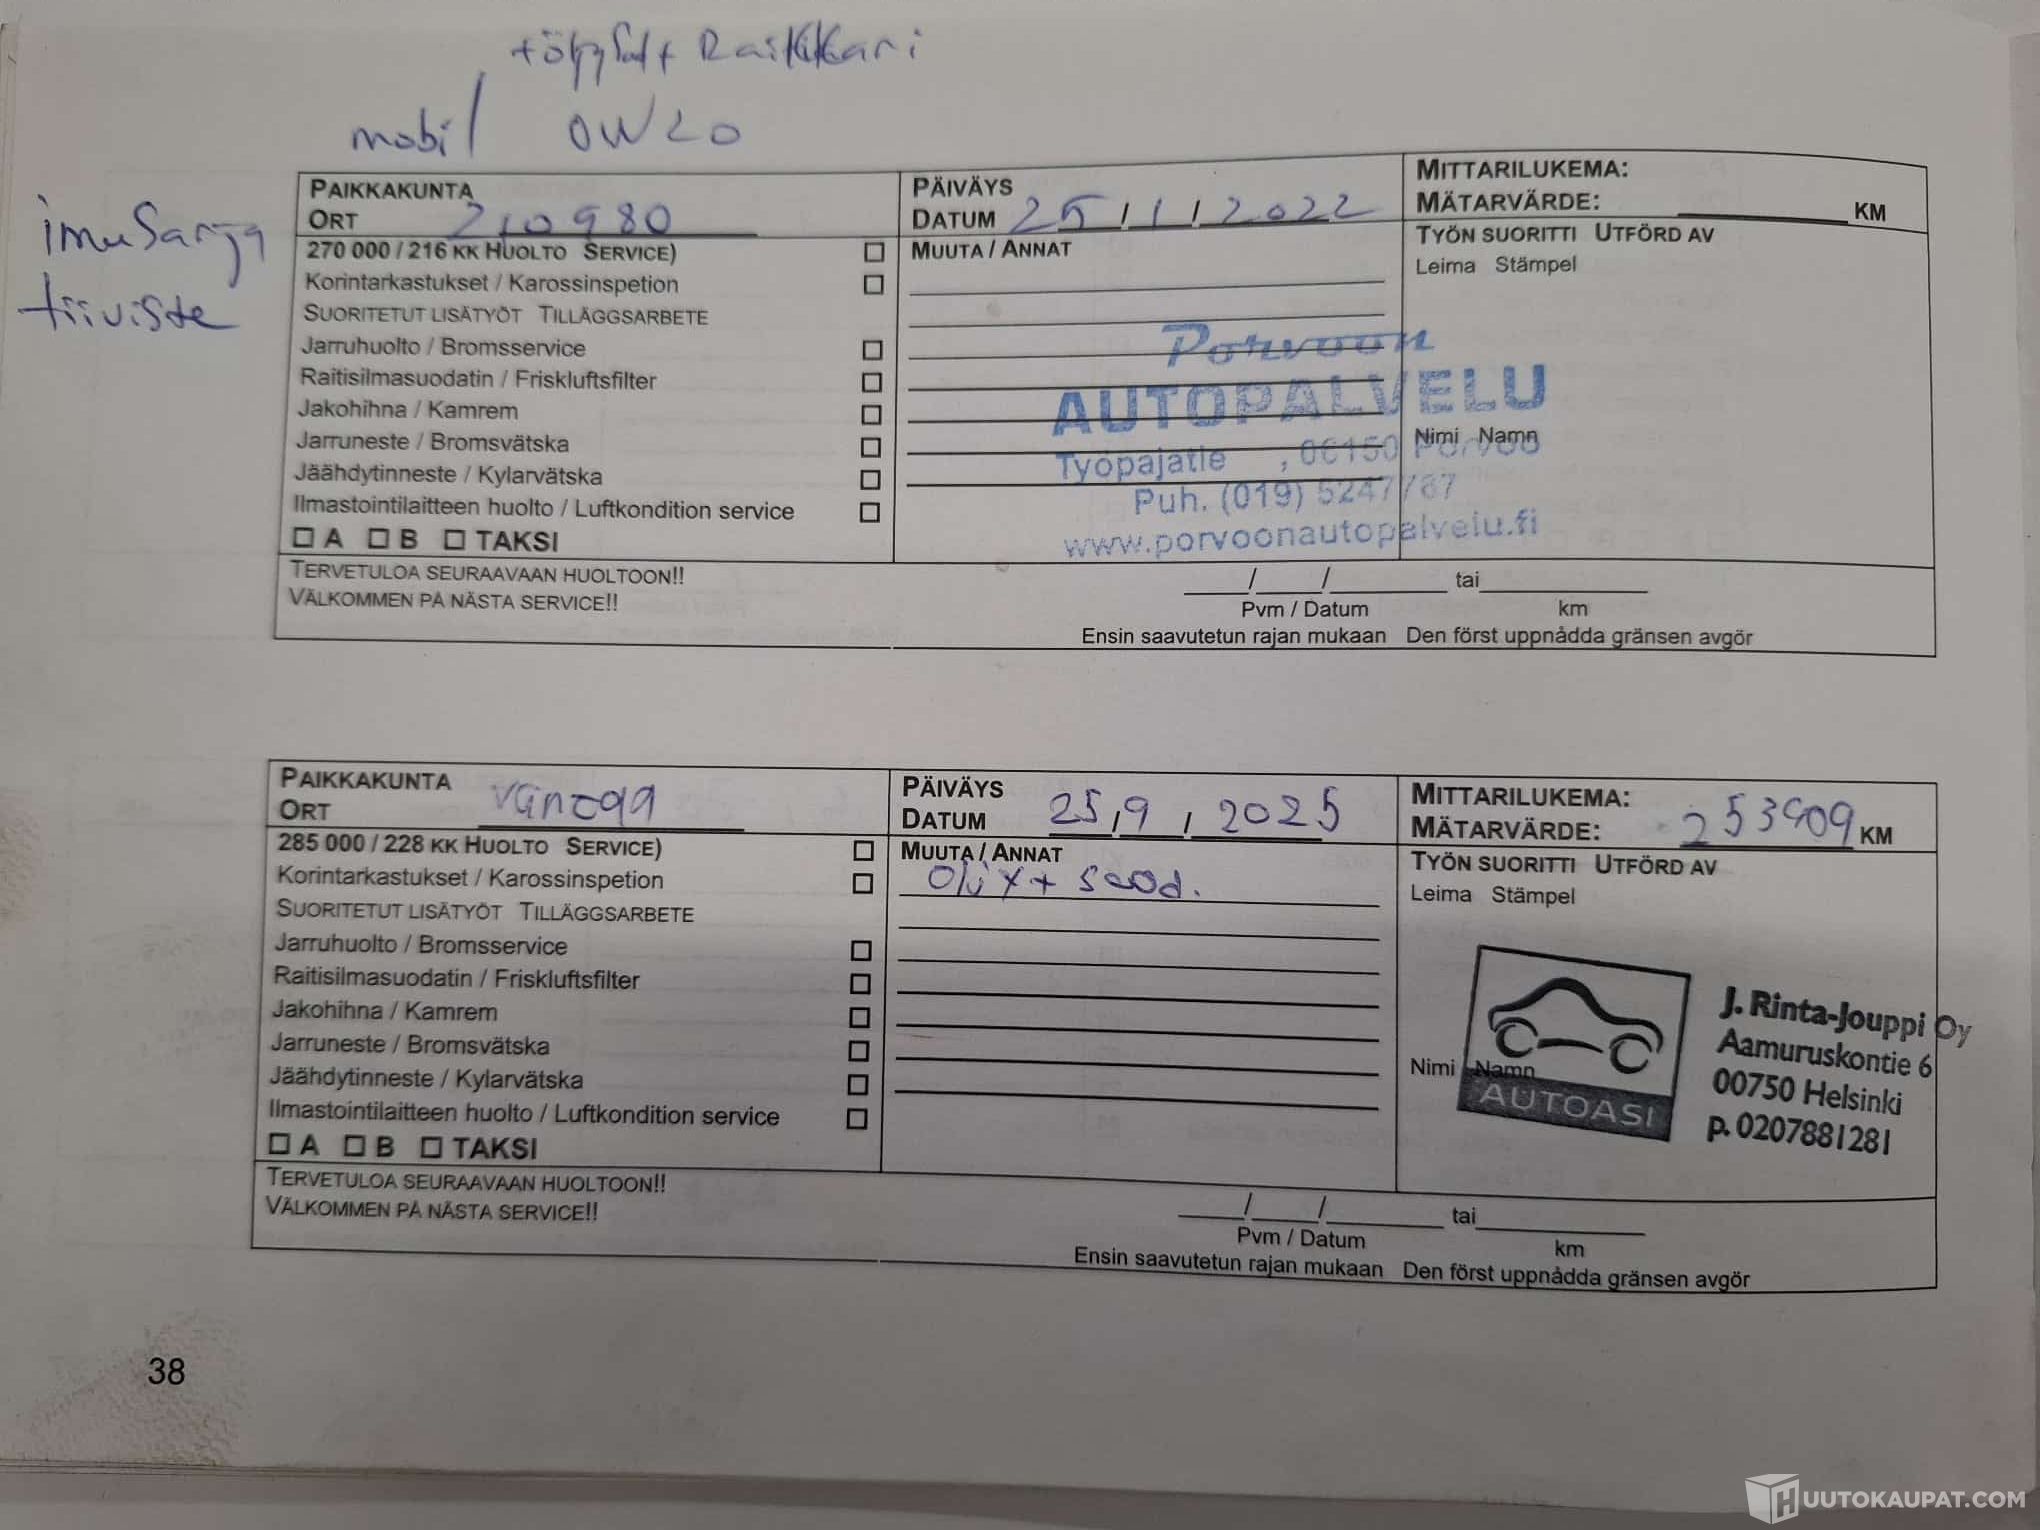 mobil 0W20
imusarja
tiiviste
PAIKKAKUNTA
ORT 210980
PÄIVÄYS
DATUM 25/1/2022
MITTARILUKEMA:
MÄTARVÄRDE: KM
270 000 / 216 KK HUOLTO SERVICE)
MUUTA / ANNAT
TYÖN SUORITTI UTFÖRD AV
Korintarkastukset / Karossinspetion
Leima Stämpel
SUORITETUT LISÄTYÖT TILLÄGGSARBETE
Jarruhuolto / Bromsservice
Raitisilmasuodatin / Friskluftsfilter
Jakohihna / Kamrem
Jarruneste / Bromsvätska
Jäähdytinneste / Kylarvätska
Ilmastointilaitteen huolto / Luftkondition service
A B TAKSI
Porvoon
AUTOPALVELU
Nimi Namn
Työpajatie , 06150 Porvoo
Puh. (019) 5247767
www.porvoonautopalvelu.fi
TERVETULOA SEURAAVAAN HUOLTOON!!
VÄLKOMMEN PÅ NÄSTA SERVICE!!
/ / tai
Pvm / Datum km
Ensin saavutetun rajan mukaan Den först uppnådda gränsen avgör
PAIKKAKUNTA
ORT
PÄIVÄYS
DATUM 25/9/2025
MITTARILUKEMA:
MÄTARVÄRDE: 253909 KM
285 000 / 228 KK HUOLTO SERVICE)
MUUTA / ANNAT
TYÖN SUORITTI UTFÖRD AV
Korintarkastukset / Karossinspetion
Leima Stämpel
SUORITETUT LISÄTYÖT TILLÄGGSARBETE
Jarruhuolto / Bromsservice
Raitisilmasuodatin / Friskluftsfilter
Jakohihna / Kamrem
Jarruneste / Bromsvätska
Jäähdytinneste / Kylarvätska
Ilmastointilaitteen huolto / Luftkondition service
A B TAKSI
Nimi Namn
AUTOASI
J. Rinta-Jouppi Oy
Aamuruskontie 6
00750 Helsinki
p. 0207881281
TERVETULOA SEURAAVAAN HUOLTOON!!
VÄLKOMMEN PÅ NÄSTA SERVICE!!
/ / tai
Pvm / Datum km
Ensin saavutetun rajan mukaan Den först uppnådda gränsen avgör
38
HUUTOKAUPAT.COM